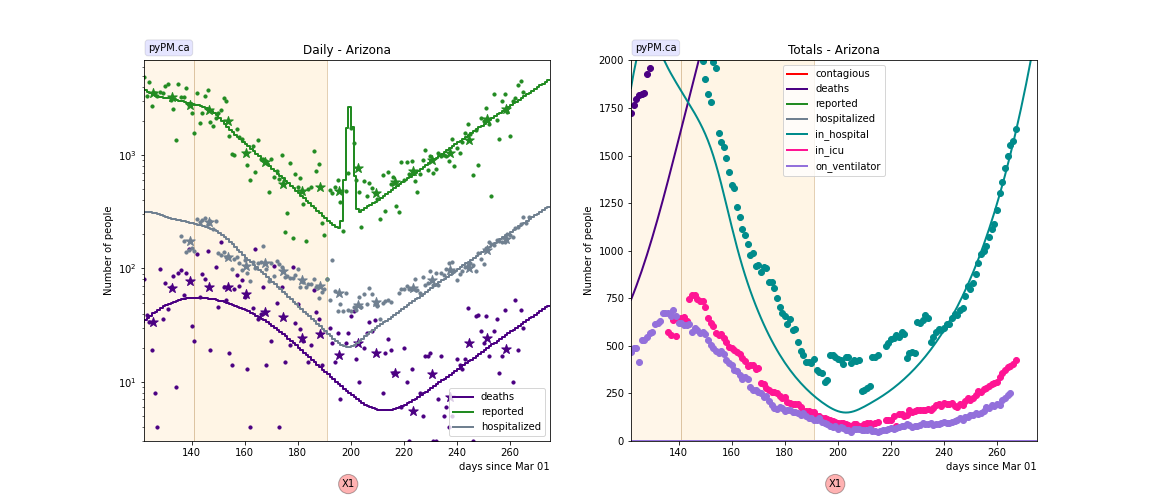 pyPM.ca
Daily - Arizona
Number of people
10³
10²
10¹
140 160 180 200 220 240 260
days since Mar 01
deaths
reported
hospitalized
X1
pyPM.ca
Totals - Arizona
Number of people
2000
1750
1500
1250
1000
750
500
250
0
140 160 180 200 220 240 260
days since Mar 01
contagious
deaths
reported
hospitalized
in_hospital
in_icu
on_ventilator
X1